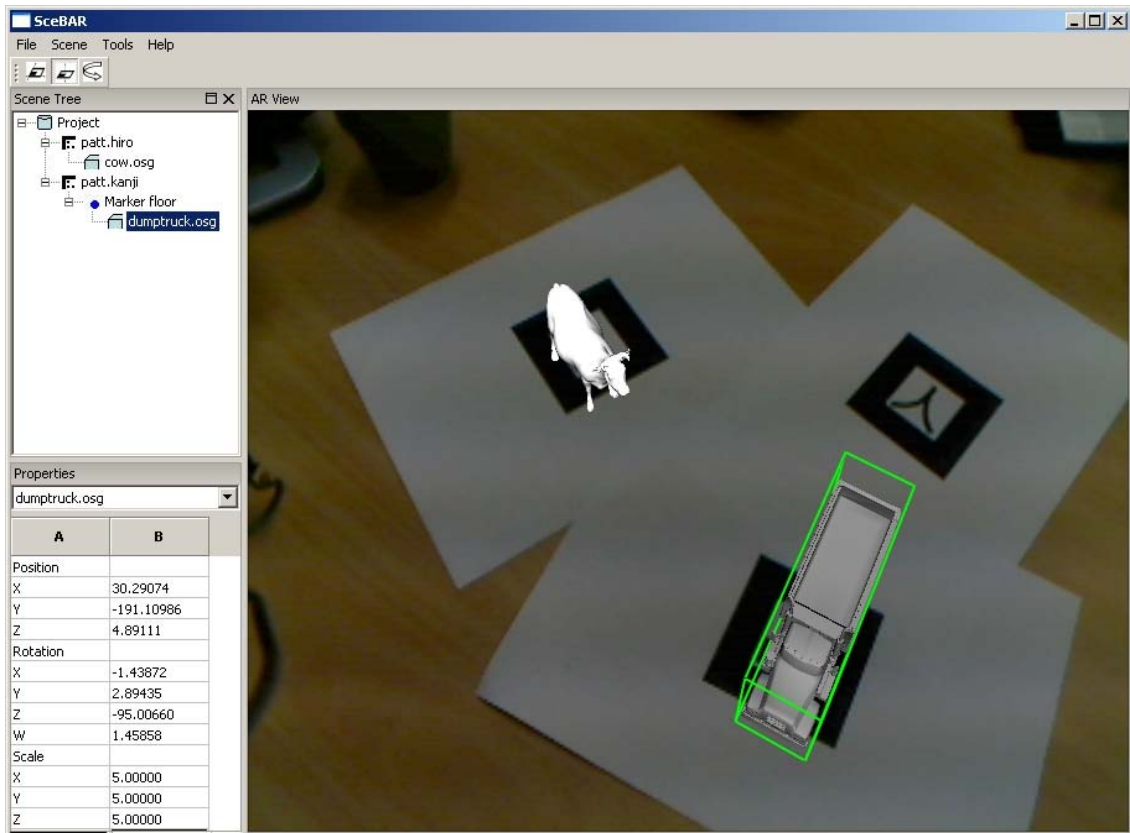 SceBAR
File Scene Tools Help
Scene Tree
AR View
Project
patt.hiro
cow.osg
patt.kanji
Marker floor
dumptruck.osg
Properties
dumptruck.osg
A B
Position
X 30.29074
Y -191.10986
Z 4.89111
Rotation
X -1.43872
Y 2.89435
Z -95.00660
W 1.45858
Scale
X 5.00000
Y 5.00000
Z 5.00000